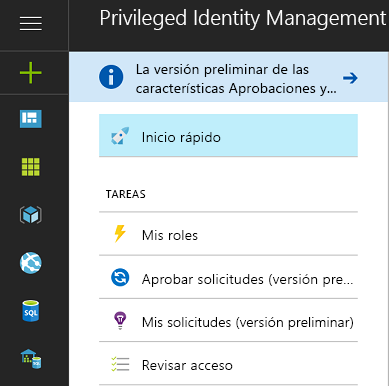 Privileged Identity Management
La versión preliminar de las
características Aprobaciones y...
Inicio rápido
TAREAS
Mis roles
Aprobar solicitudes (versión pre...
Mis solicitudes (versión preliminar)
Revisar acceso
SQL